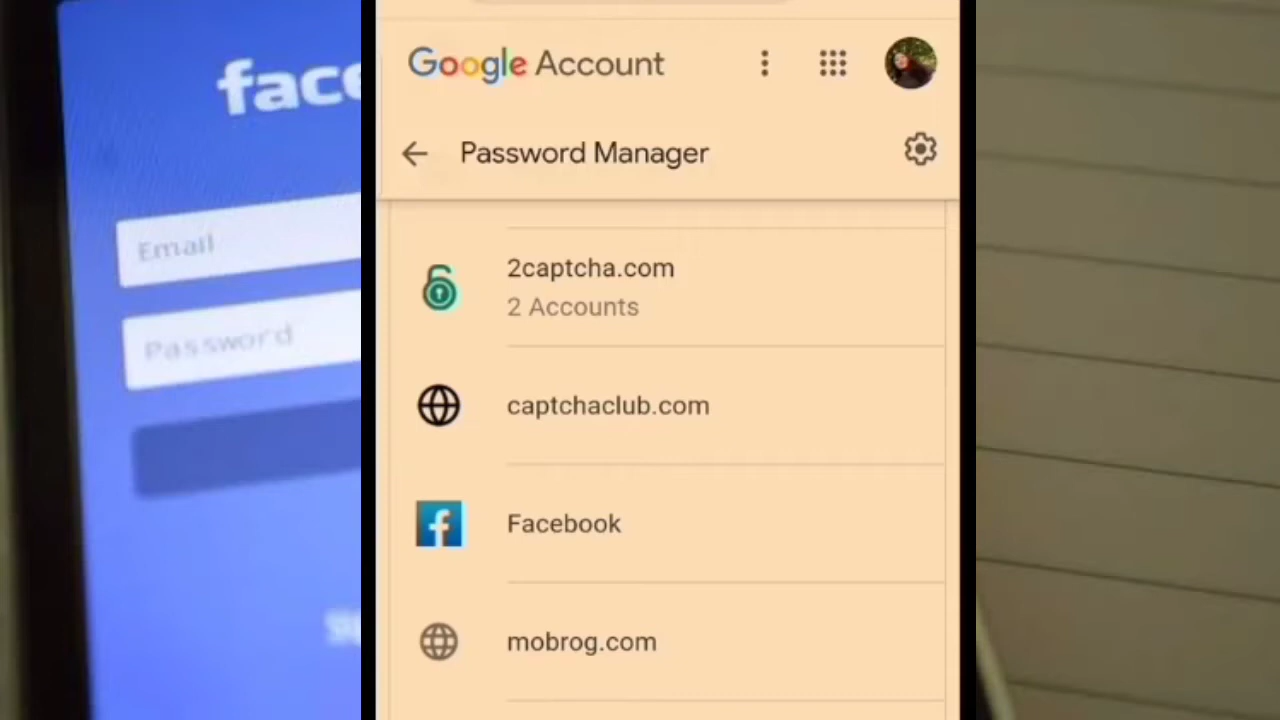 face
Email
Password
Google Account
Password Manager
2captcha.com
2 Accounts
captchaclub.com
Facebook
mobrog.com